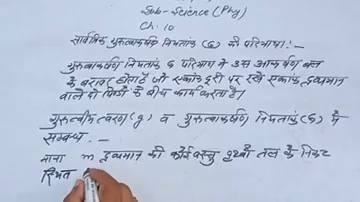 Sub-Science (Phy)
Ch. 10
सार्वत्रिक गुरुत्वाकर्षण नियतांक (G) की परिभाषा:-
गुरुत्वाकर्षण नियतांक G परिमाण में उस आकर्षण बल
के बराबर होता है जो एकांक दूरी पर रखे एकांक द्रव्यमान
वाले दो पिण्डों के बीच कार्य करता है।
गुरुत्वीय त्वरण (g) व गुरुत्वाकर्षण नियतांक (G) में
सम्बन्ध.-
माना m द्रव्यमान की कोई वस्तु पृथ्वी तल के निकट
स्थित